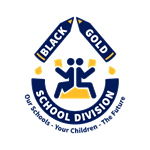 BLACK GOLD
SCHOOL DIVISION
Our Schools - Your Children - The Future